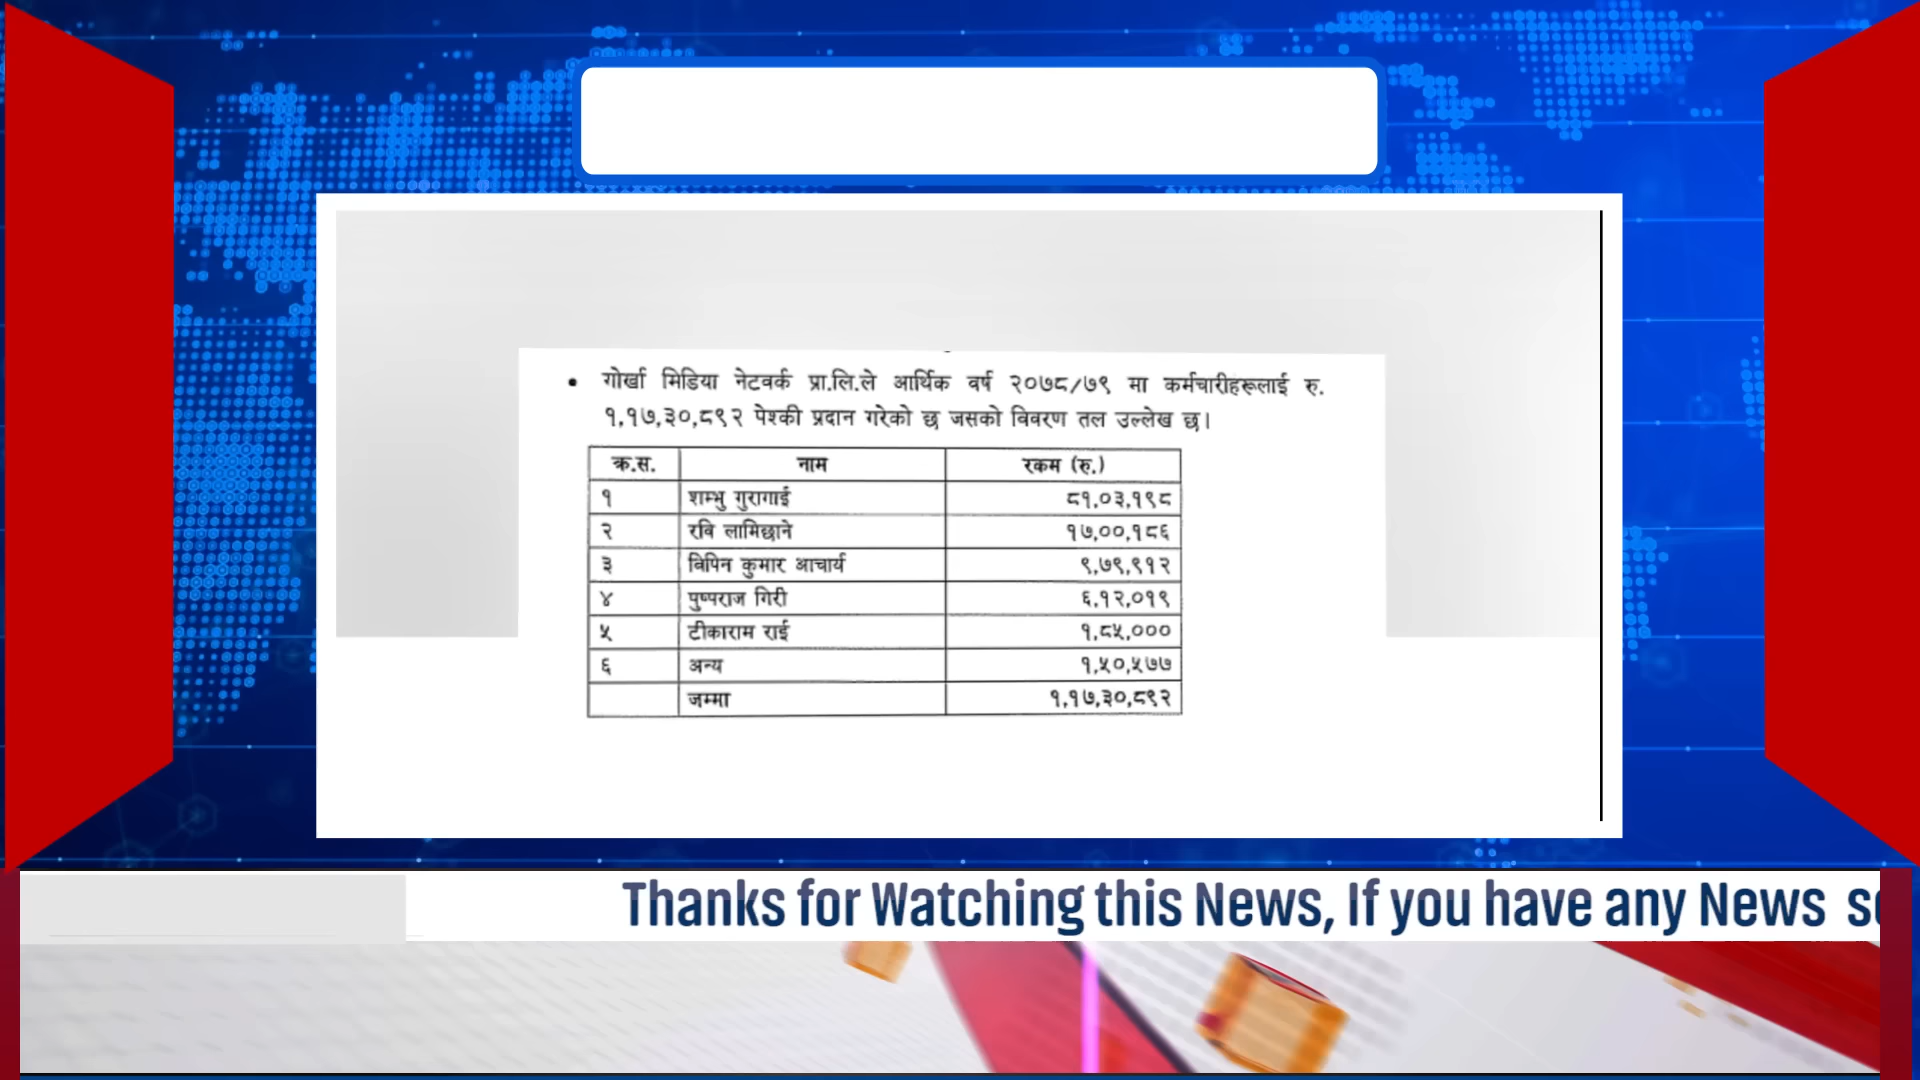 • गोर्खा मिडिया नेटवर्क प्रा.लि.ले आर्थिक वर्ष २०७८/७९ मा कर्मचारीहरूलाई रु.
१,१७,३०,८९२ पेश्की प्रदान गरेको छ जसको विवरण तल उल्लेख छ।
क्र.स. नाम रकम (रु.)
१ शम्भु गुरागाई ८१,०३,१९८
२ रवि लामिछाने १७,००,१८६
३ विपिन कुमार आचार्य ९,७९,९१२
४ पुष्पराज गिरी ६,१२,०१९
५ टीकाराम राई १,८५,०००
६ अन्य १,५०,५७७
जम्मा १,१७,३०,८९२
Thanks for Watching this News, If you have any News